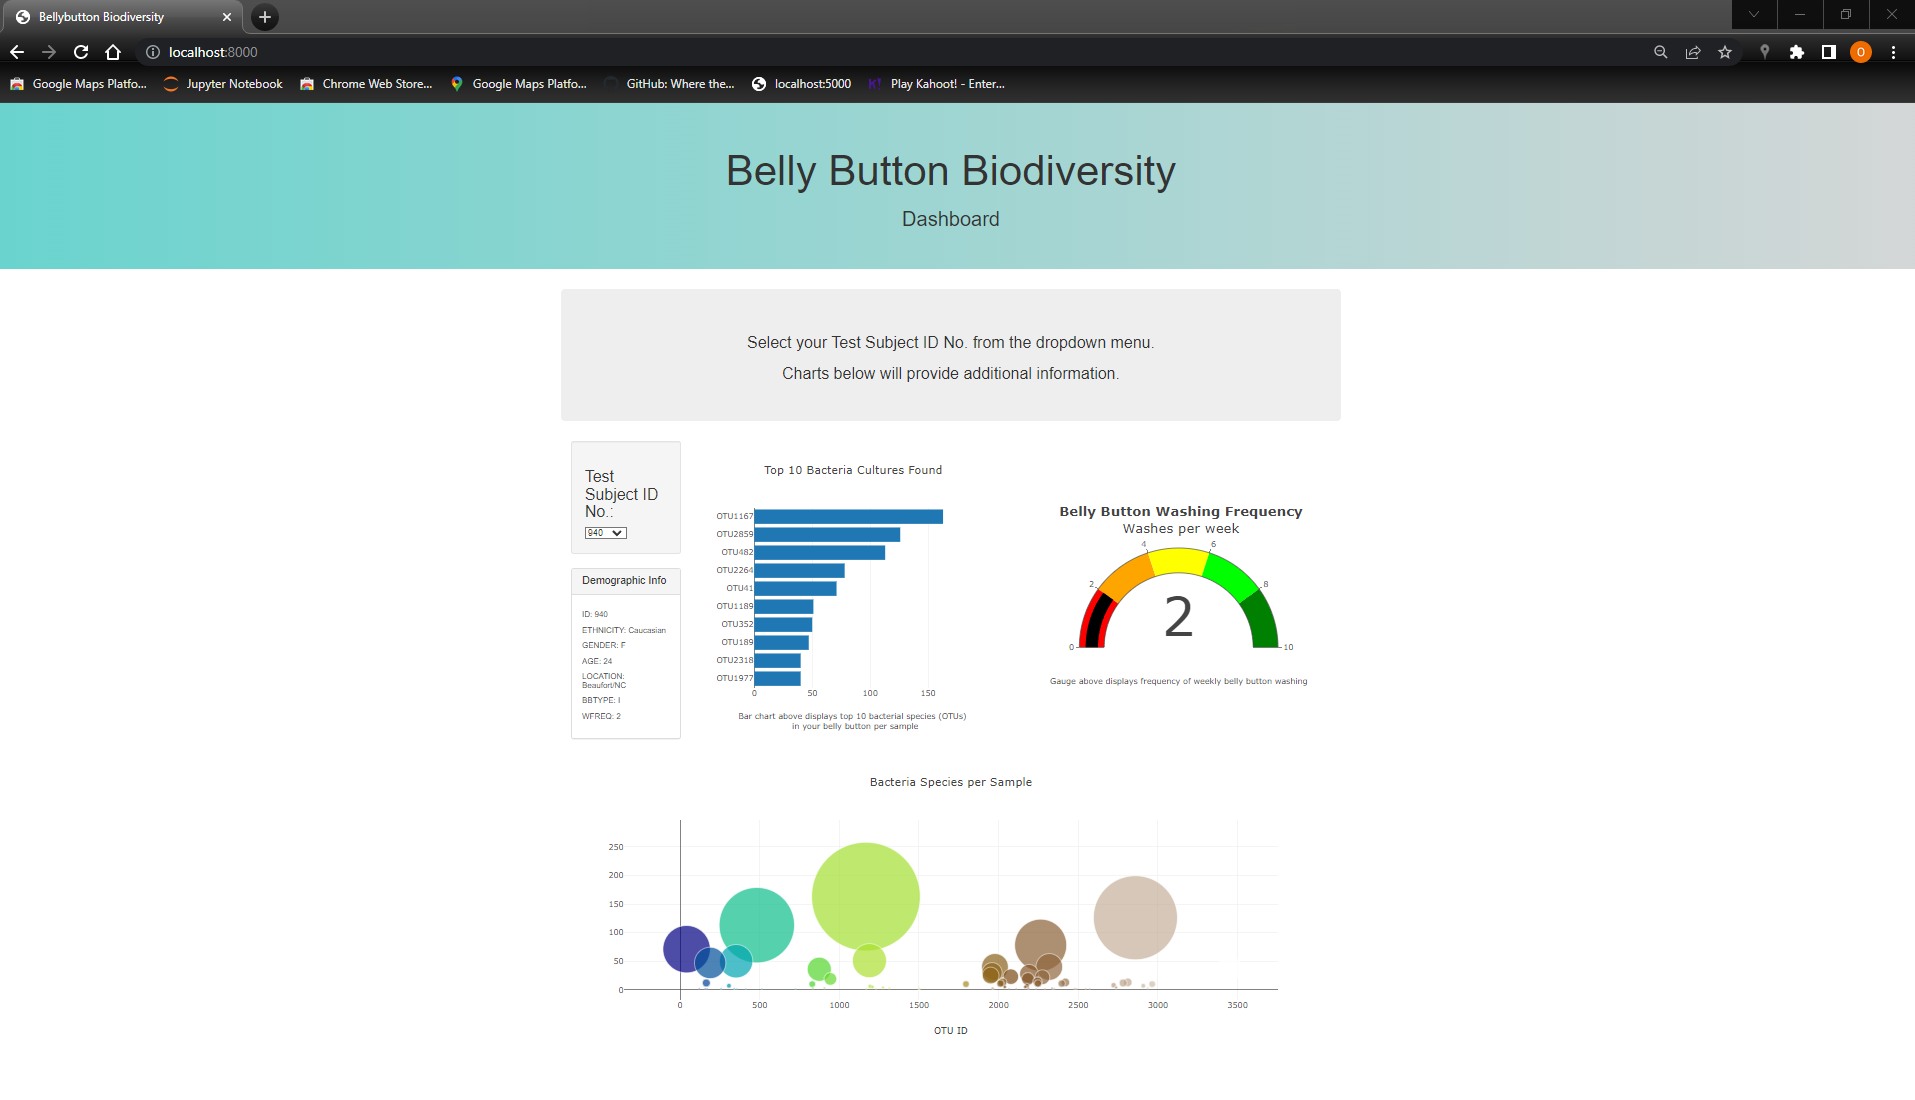 Bellybutton Biodiversity
localhost:8000
Google Maps Platfo...
Jupyter Notebook
Chrome Web Store...
Google Maps Platfo...
GitHub: Where the...
localhost:5000
K! Play Kahoot! - Enter...
O
Belly Button Biodiversity
Dashboard
Select your Test Subject ID No. from the dropdown menu.
Charts below will provide additional information.
Test
Subject ID
No.:
940
Demographic Info
ID: 940
ETHNICITY: Caucasian
GENDER: F
AGE: 24
LOCATION:
Beaufort/NC
BBTYPE: I
WFREQ: 2
Top 10 Bacteria Cultures Found
OTU1167
OTU2859
OTU482
OTU2264
OTU41
OTU1189
OTU352
OTU189
OTU2318
OTU1977
0 50 100 150
Bar chart above displays top 10 bacterial species (OTUs)
in your belly button per sample
Belly Button Washing Frequency
Washes per week
4 6
2 8
2
0 10
Gauge above displays frequency of weekly belly button washing
Bacteria Species per Sample
250
200
150
100
50
0
0 500 1000 1500 2000 2500 3000 3500
OTU ID